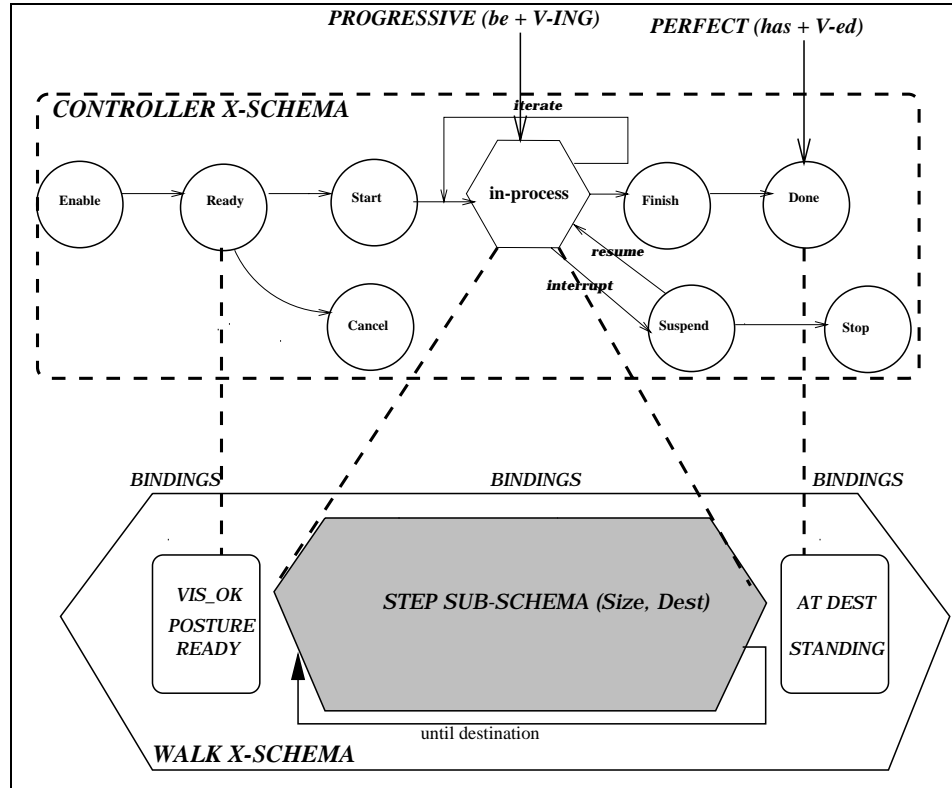 PROGRESSIVE (be + V-ING)
PERFECT (has + V-ed)
CONTROLLER X-SCHEMA
iterate
Enable
Ready
Start
in-process
Finish
Done
resume
interrupt
Cancel
Suspend
Stop
BINDINGS
BINDINGS
BINDINGS
VIS_OK
POSTURE
READY
STEP SUB-SCHEMA (Size, Dest)
AT DEST
STANDING
until destination
WALK X-SCHEMA